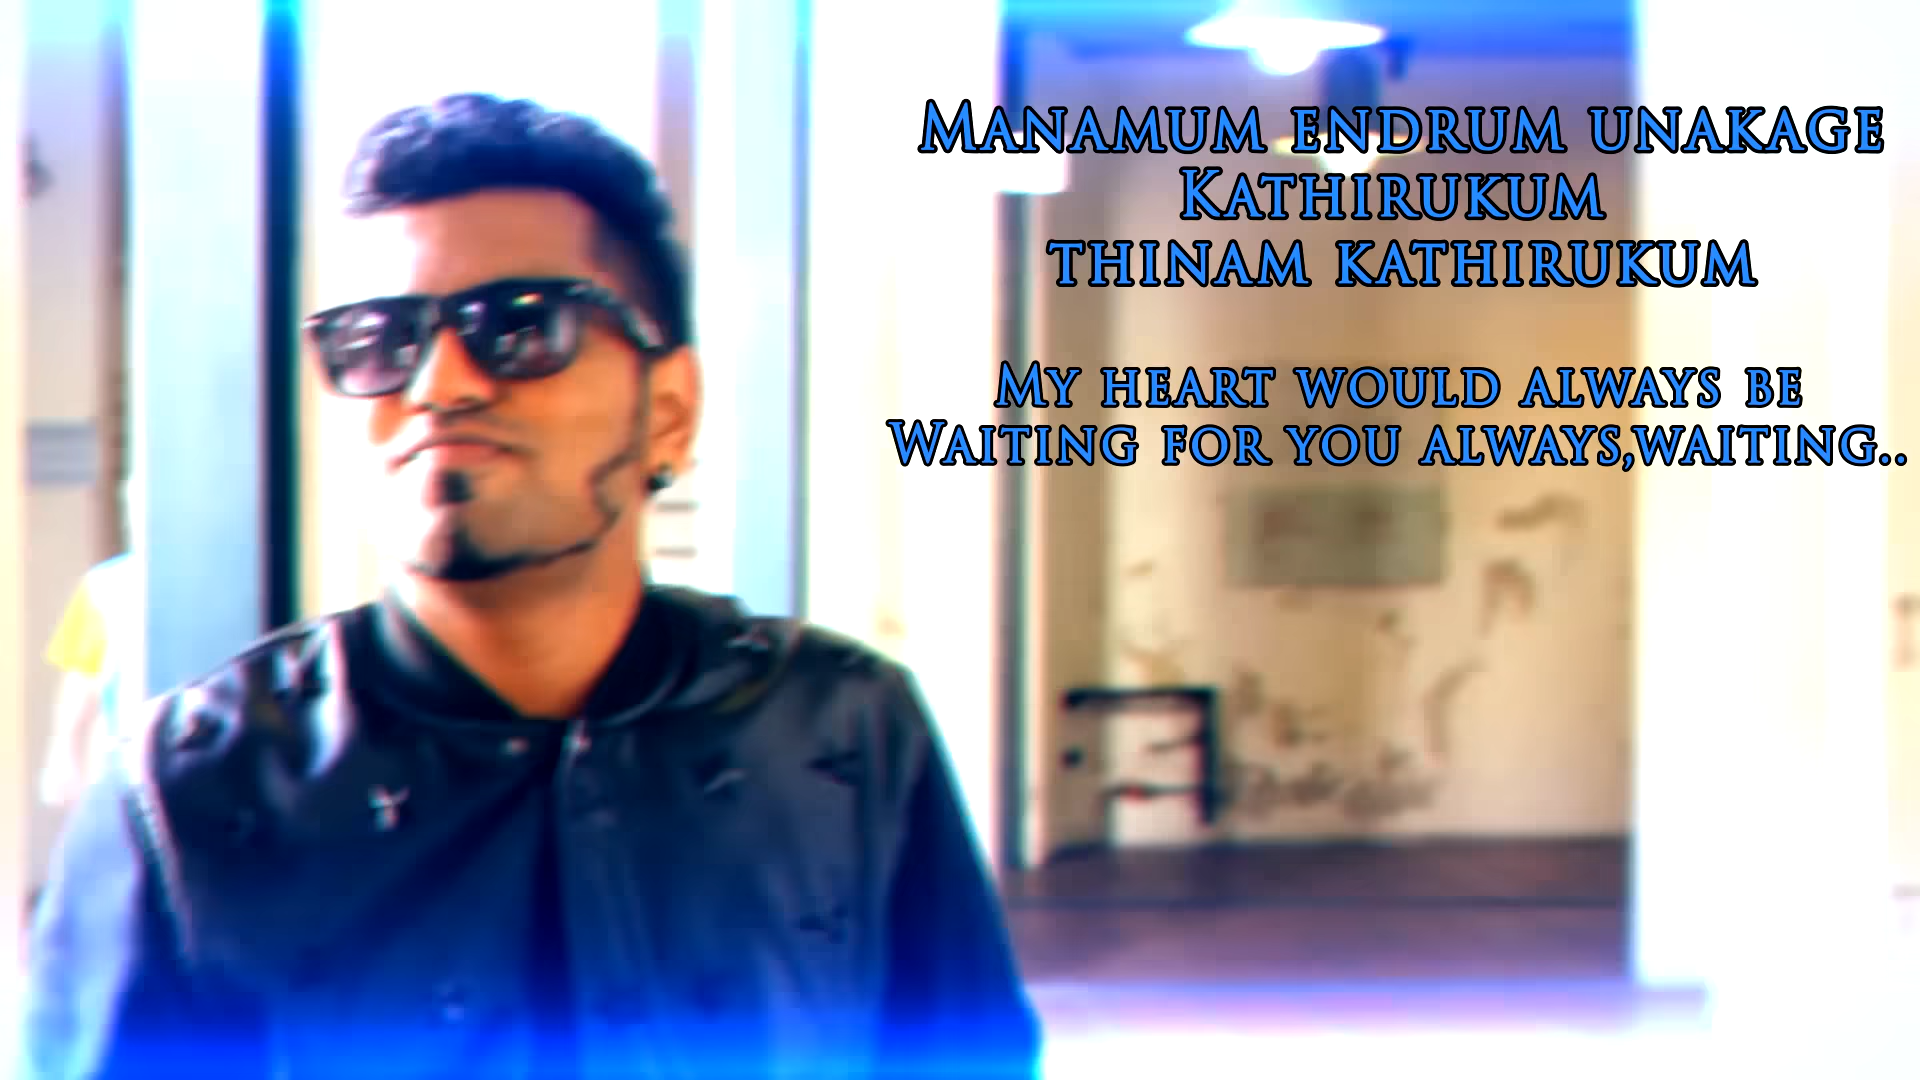 Manamum endrum unakage
Kathirukum
thinam kathirukum
My heart would always be
Waiting for you always,waiting..